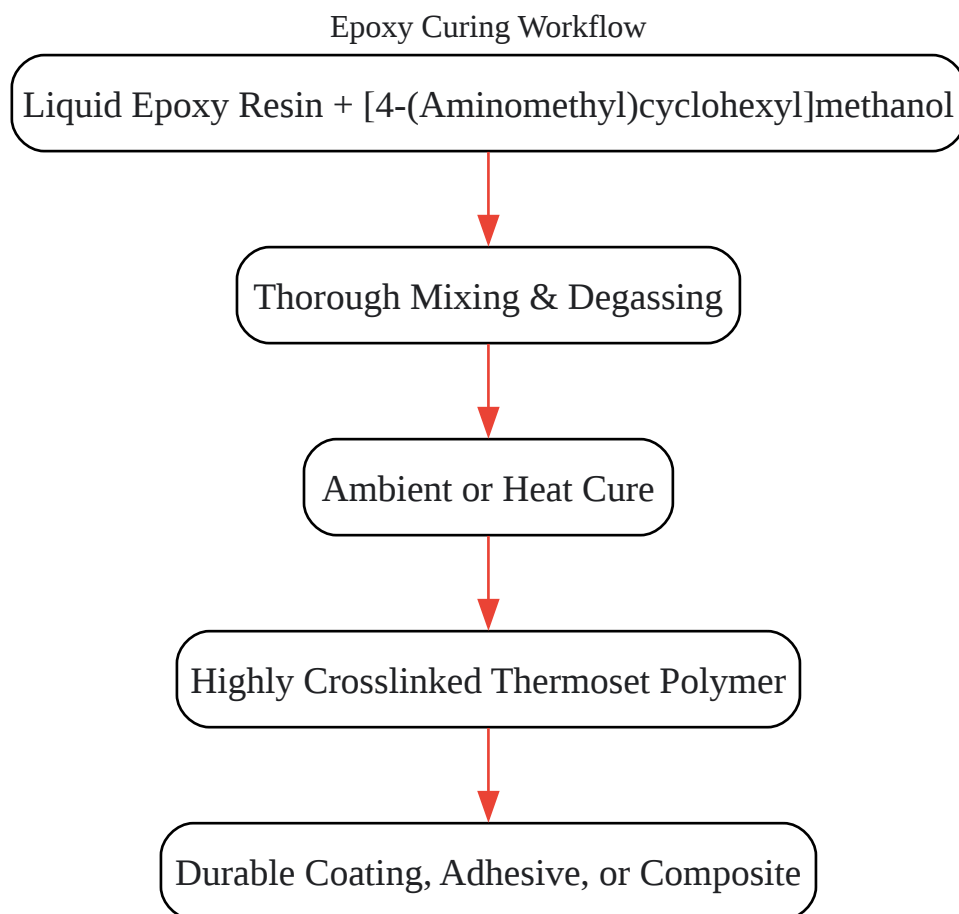 Epoxy Curing Workflow
Liquid Epoxy Resin + [4-(Aminomethyl)cyclohexyl]methanol
Thorough Mixing & Degassing
Ambient or Heat Cure
Highly Crosslinked Thermoset Polymer
Durable Coating, Adhesive, or Composite